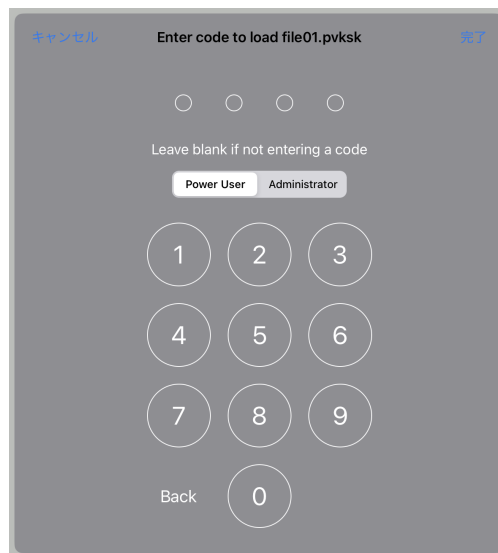 キャンセル Enter code to load file01.pvksk 完了
Leave blank if not entering a code
Power User Administrator
1 2 3
4 5 6
7 8 9
Back 0